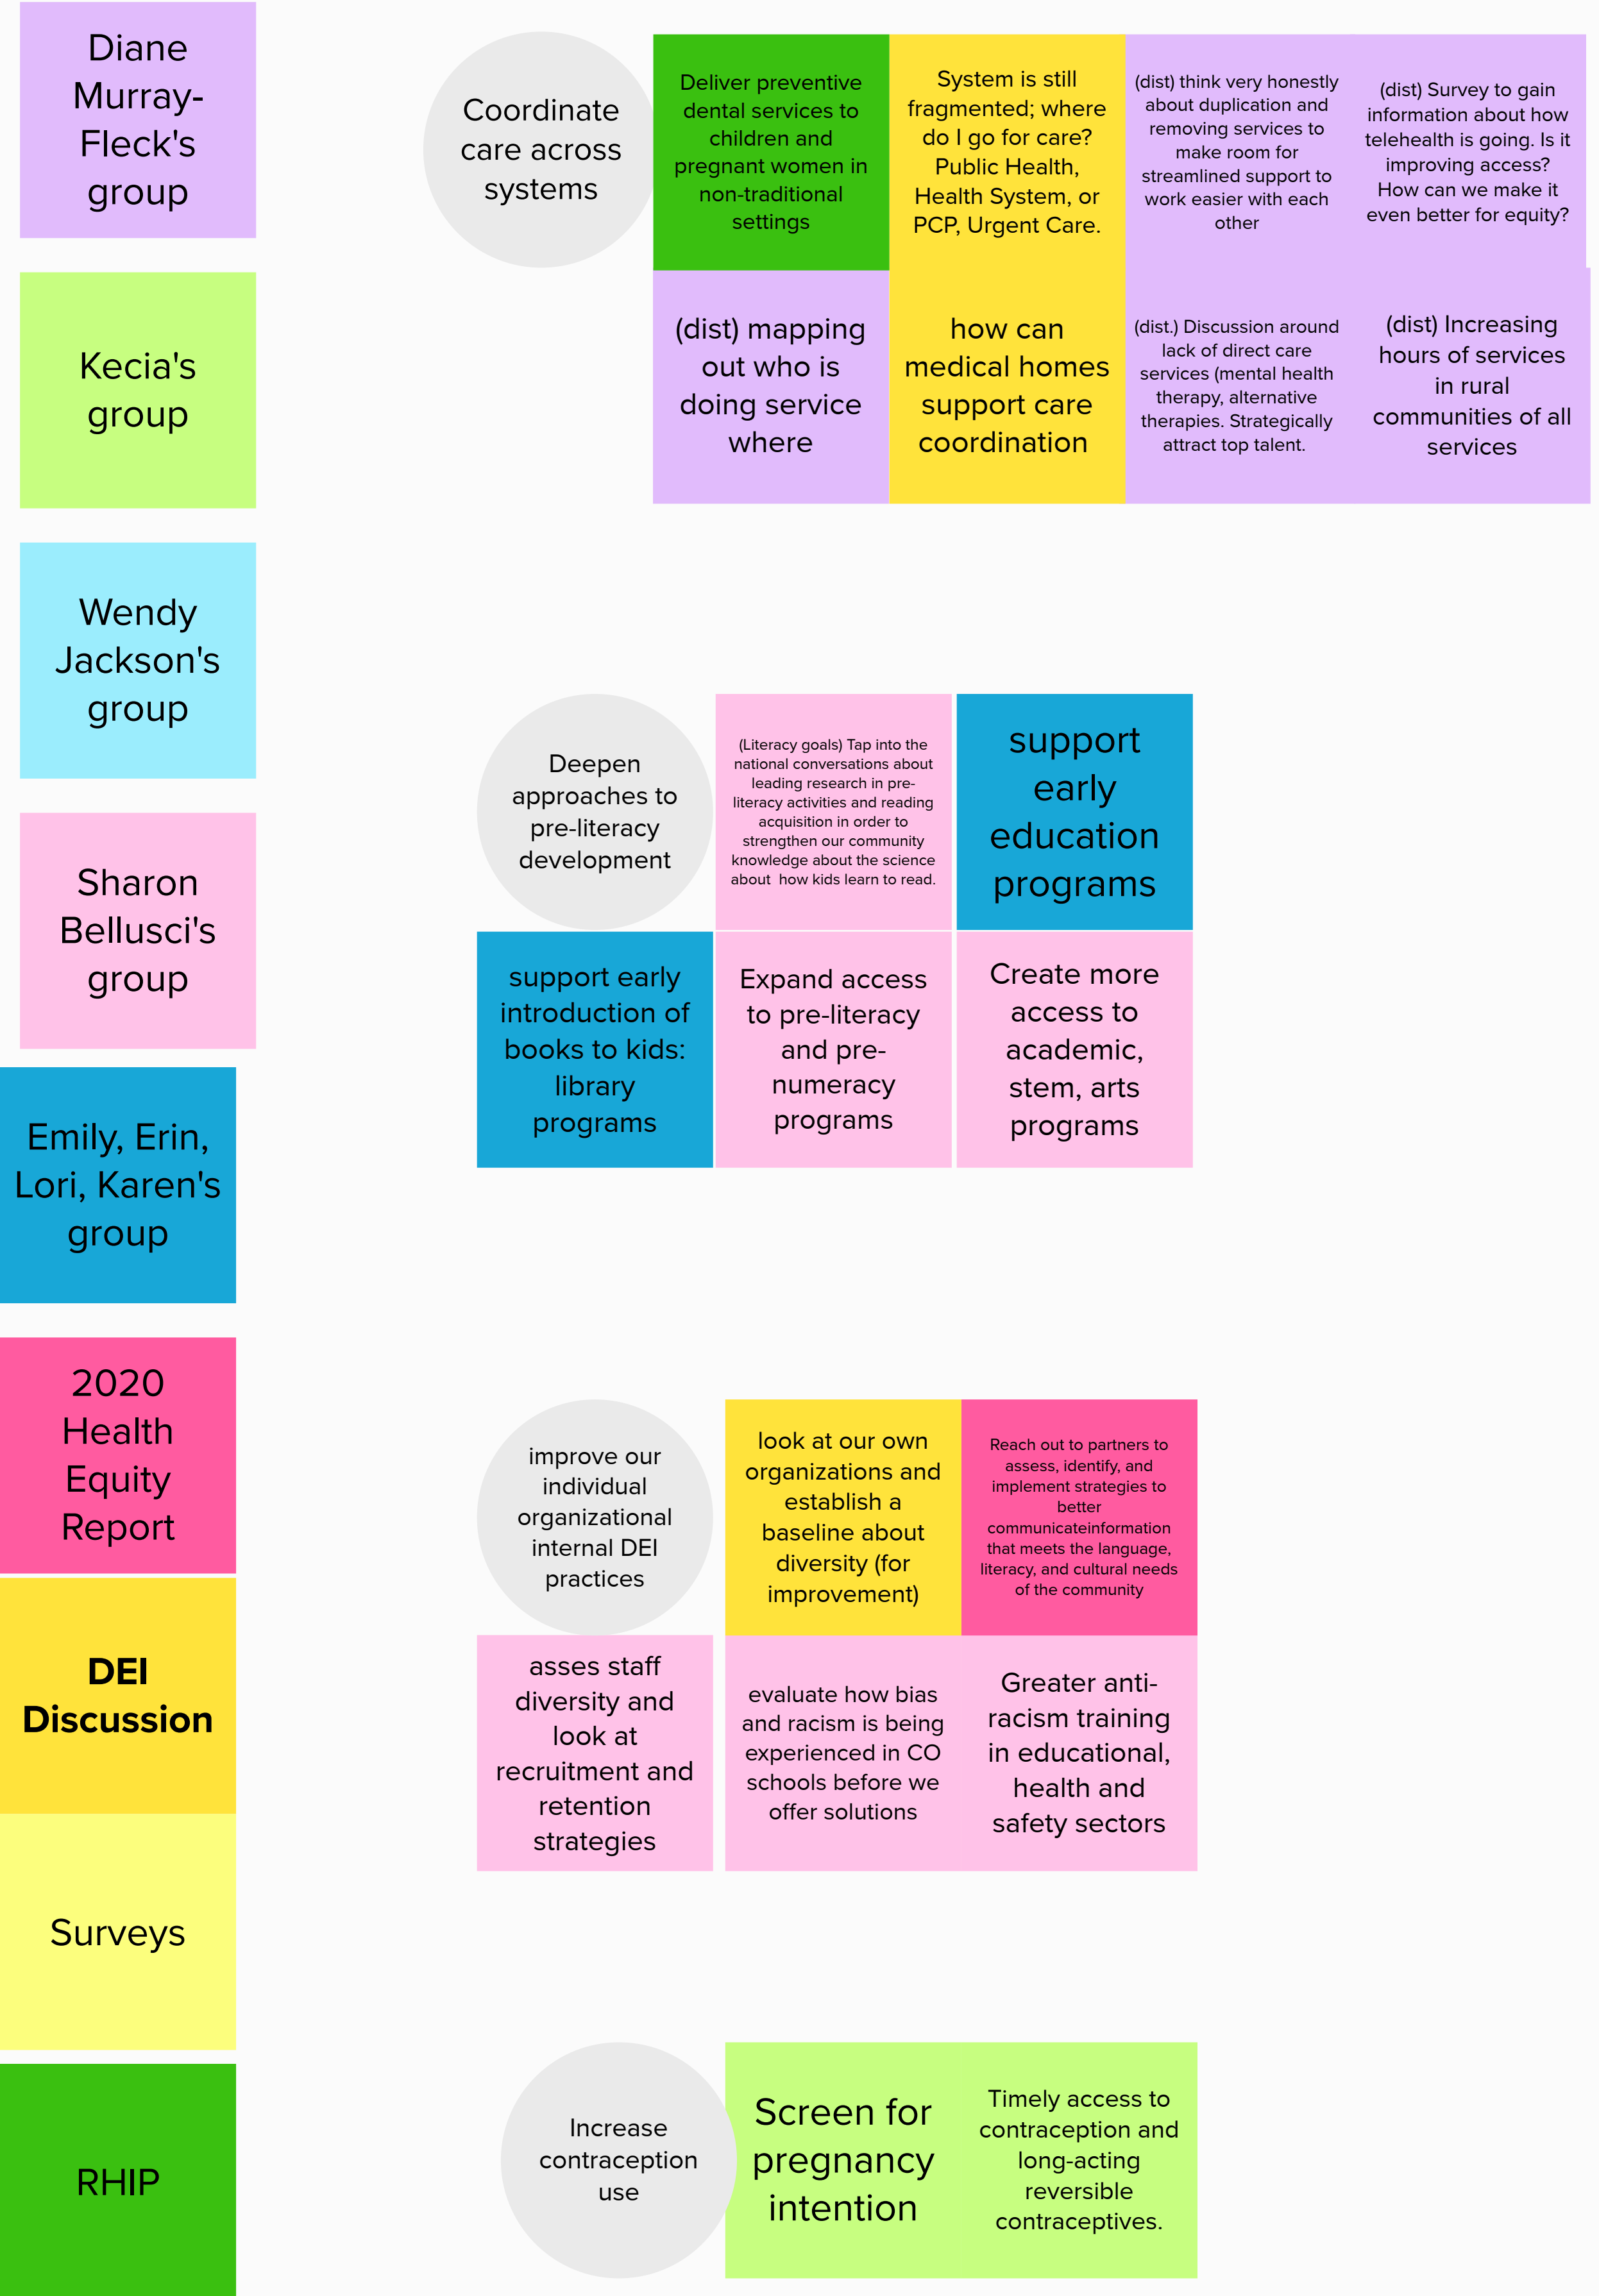 Diane
Murray-
Fleck's
group
Kecia's
group
Wendy
Jackson's
group
Sharon
Bellusci's
group
Emily, Erin,
Lori, Karen's
group
2020
Health
Equity
Report
DEI
Discussion
Surveys
RHIP
Coordinate
care across
systems
Deliver preventive
dental services to
children and
pregnant women in
non-traditional
settings
System is still
fragmented; where
do I go for care?
Public Health,
Health System, or
PCP, Urgent Care.
(dist) think very honestly
about duplication and
removing services to
make room for
streamlined support to
work easier with each
other
(dist) Survey to gain
information about how
telehealth is going. Is it
improving access?
How can we make it
even better for equity?
(dist) mapping
out who is
doing service
where
how can
medical homes
support care
coordination
(dist.) Discussion around
lack of direct care
services (mental health
therapy, alternative
therapies. Strategically
attract top talent.
(dist) Increasing
hours of services
in rural
communities of all
services
Deepen
approaches to
pre-literacy
development
(Literacy goals) Tap into the
national conversations about
leading research in pre-
literacy activities and reading
acquisition in order to
strengthen our community
knowledge about the science
about how kids learn to read.
support
early
education
programs
support early
introduction of
books to kids:
library
programs
Expand access
to pre-literacy
and pre-
numeracy
programs
Create more
access to
academic,
stem, arts
programs
improve our
individual
organizational
internal DEI
practices
look at our own
organizations and
establish a
baseline about
diversity (for
improvement)
Reach out to partners to
assess, identify, and
implement strategies to
better
communicateinformation
that meets the language,
literacy, and cultural needs
of the community
asses staff
diversity and
look at
recruitment and
retention
strategies
evaluate how bias
and racism is being
experienced in CO
schools before we
offer solutions
Greater anti-
racism training
in educational,
health and
safety sectors
Increase
contraception
use
Screen for
pregnancy
intention
Timely access to
contraception and
long-acting
reversible
contraceptives.